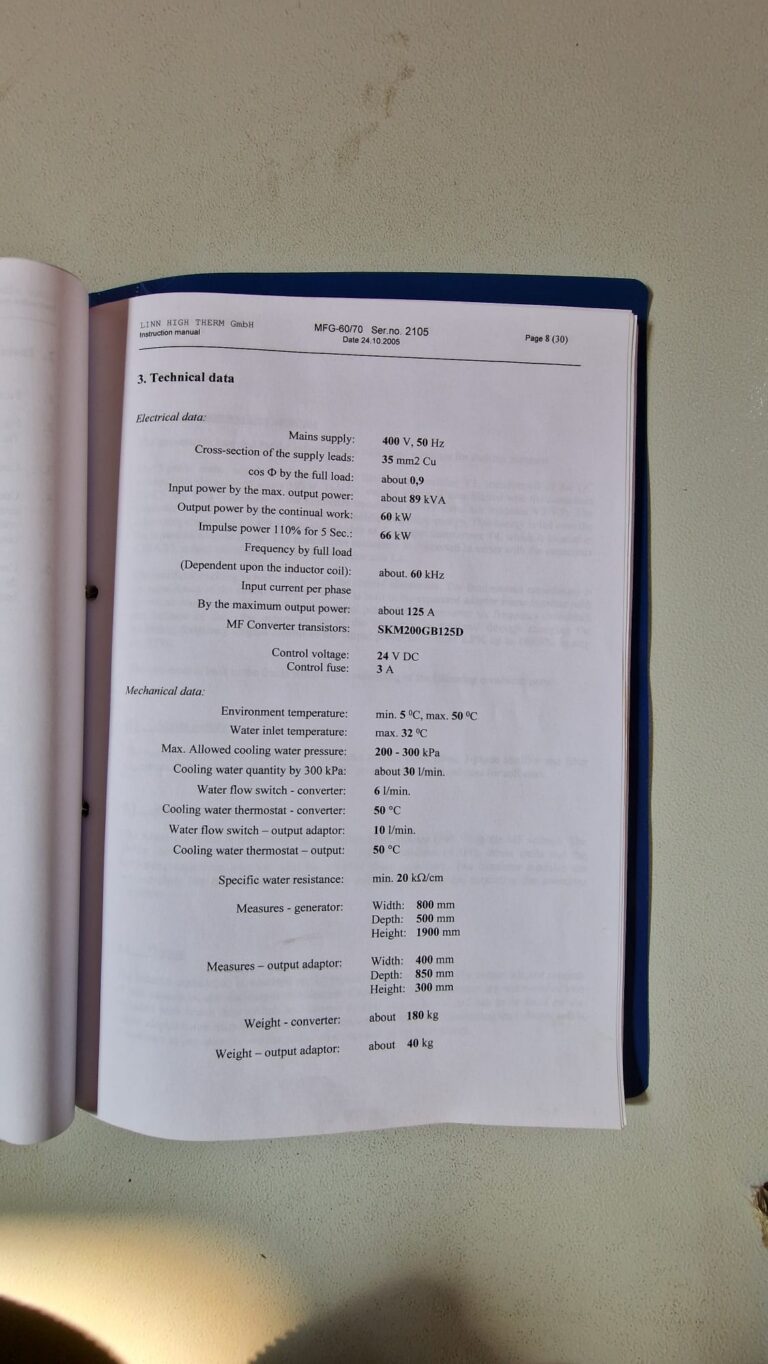 LINN HIGH THERM GmbH MFG-60/70 Ser.no. 2105 Page 8 (30)
Instruction manual Date 24.10.2005
3. Technical data
Electrical data:
Mains supply: 400 V, 50 Hz
Cross-section of the supply leads: 35 mm2 Cu
cos Φ by the full load: about 0,9
Input power by the max. output power: about 89 kVA
Output power by the continual work: 60 kW
Impulse power 110% for 5 Sec.: 66 kW
Frequency by full load
(Dependent upon the inductor coil): about. 60 kHz
Input current per phase
By the maximum output power: about 125 A
MF Converter transistors: SKM200GB125D
Control voltage: 24 V DC
Control fuse: 3 A
Mechanical data:
Environment temperature: min. 5 ⁰C, max. 50 ⁰C
Water inlet temperature: max. 32 ⁰C
Max. Allowed cooling water pressure: 200 - 300 kPa
Cooling water quantity by 300 kPa: about 30 l/min.
Water flow switch - converter: 6 l/min.
Cooling water thermostat - converter: 50 °C
Water flow switch – output adaptor: 10 l/min.
Cooling water thermostat – output: 50 °C
Specific water resistance: min. 20 kΩ/cm
Measures - generator: Width: 800 mm
Depth: 500 mm
Height: 1900 mm
Measures – output adaptor: Width: 400 mm
Depth: 850 mm
Height: 300 mm
Weight - converter: about 180 kg
Weight – output adaptor: about 40 kg